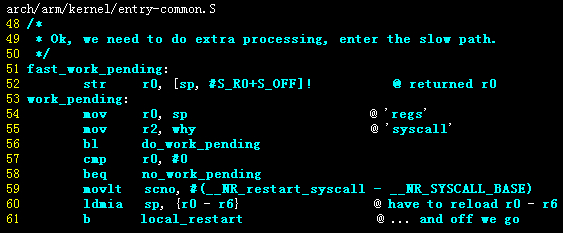 arch/arm/kernel/entry-common.S
48 /*
49  * Ok, we need to do extra processing, enter the slow path.
50  */
51 fast_work_pending:
52         str     r0, [sp, #S_R0+S_OFF]!          @ returned r0
53 work_pending:
54         mov     r0, sp                          @ 'regs'
55         mov     r2, why                         @ 'syscall'
56         bl      do_work_pending
57         cmp     r0, #0
58         beq     no_work_pending
59         movlt   scno, #(__NR_restart_syscall - __NR_SYSCALL_BASE)
60         ldmia   sp, {r0 - r6}                   @ have to reload r0 - r6
61         b       local_restart                   @ ... and off we go